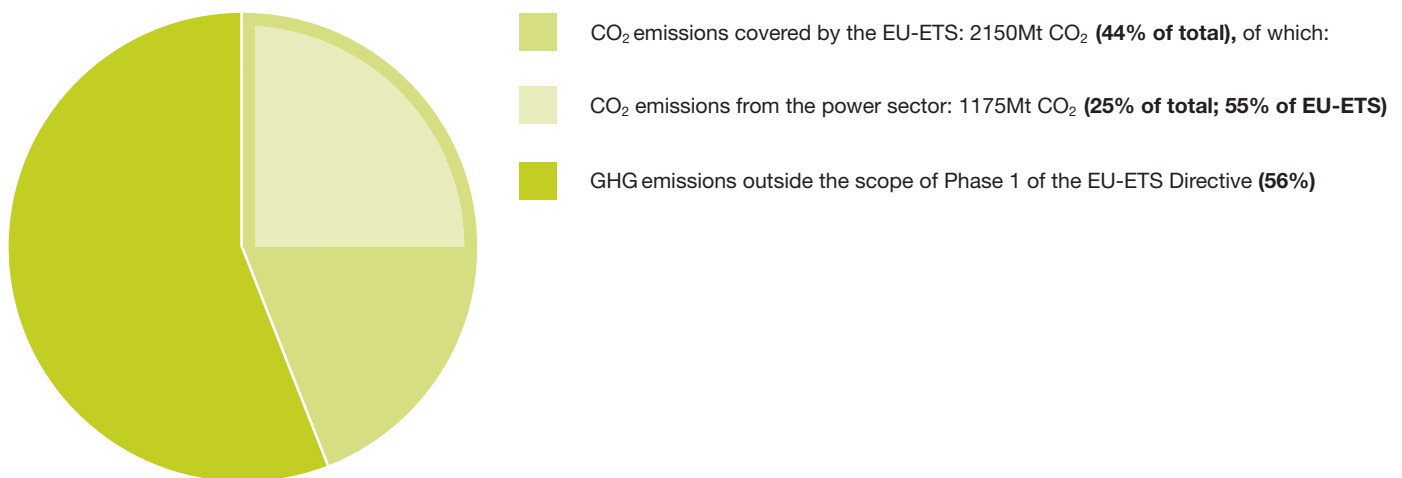 CO₂ emissions covered by the EU-ETS: 2150Mt CO₂ (44% of total), of which:
CO₂ emissions from the power sector: 1175Mt CO₂ (25% of total; 55% of EU-ETS)
GHG emissions outside the scope of Phase 1 of the EU-ETS Directive (56%)